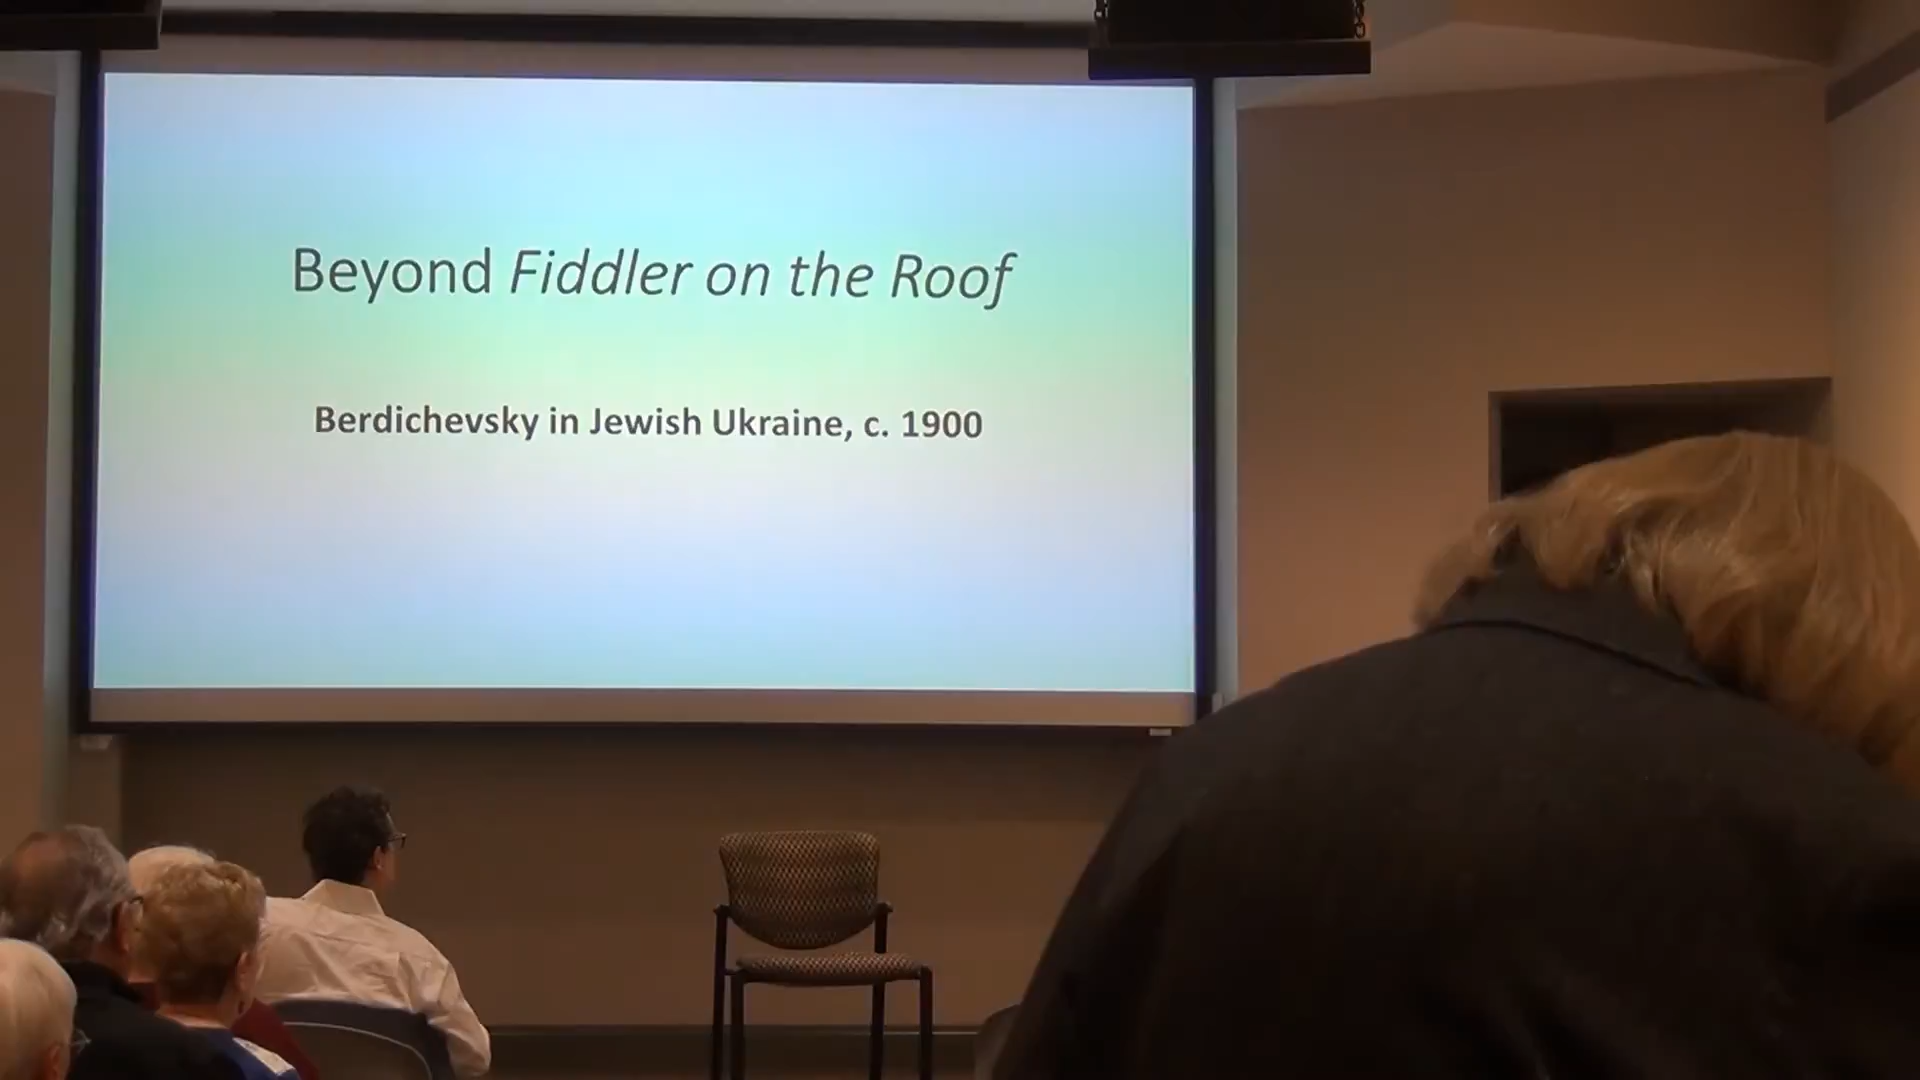 Beyond Fiddler on the Roof
Berdichevsky in Jewish Ukraine, c. 1900